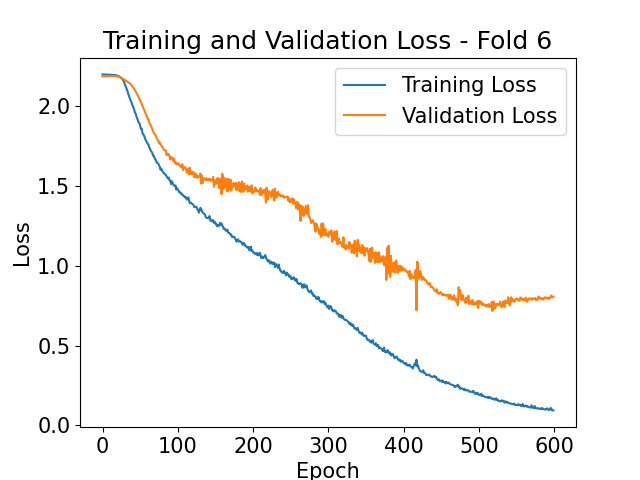 Training and Validation Loss - Fold 6
Training Loss
Validation Loss
2.0
1.5
1.0
0.5
0.0
Loss
0 100 200 300 400 500 600
Epoch